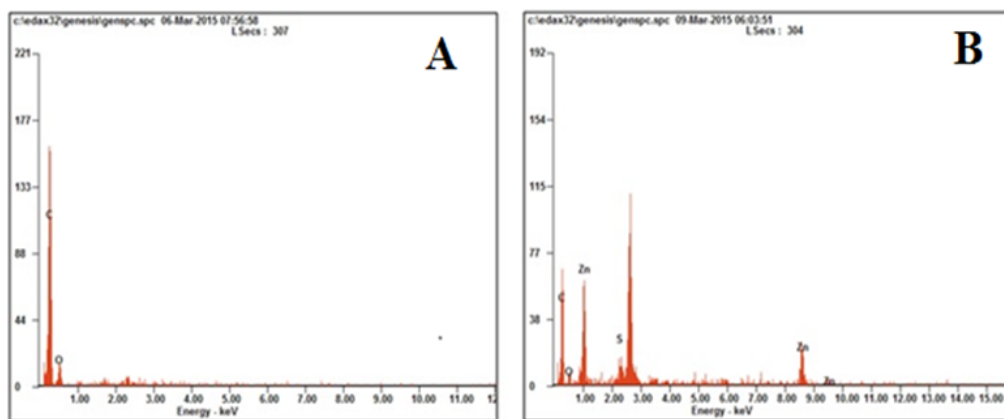 c:\edax32\genesis\genspc.spc 06-Mar-2015 07:56:58
LSecs : 307
A
221
177
133
88
44
0
C
O
1.00 2.00 3.00 4.00 5.00 6.00 7.00 8.00 9.00 10.00 11.00 12
Energy - keV
c:\edax32\genesis\genspc.spc 09-Mar-2015 06:03:51
LSecs : 304
B
192
154
115
77
38
0
C
O
Zn
S
Zn
Zn
1.00 2.00 3.00 4.00 5.00 6.00 7.00 8.00 9.00 10.00 11.00 12.00 13.00 14.00 15.00
Energy - keV